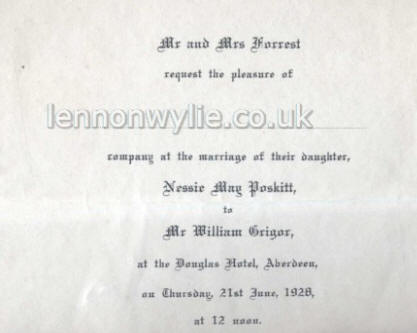 Mr and Mrs Forrest
request the pleasure of
lennonwylie.co.uk
company at the marriage of their daughter,
Nessie May Poskitt,
to
Mr William Grigor,
at the Douglas Hotel, Aberdeen,
on Thursday, 21st June, 1928,
at 12 noon.